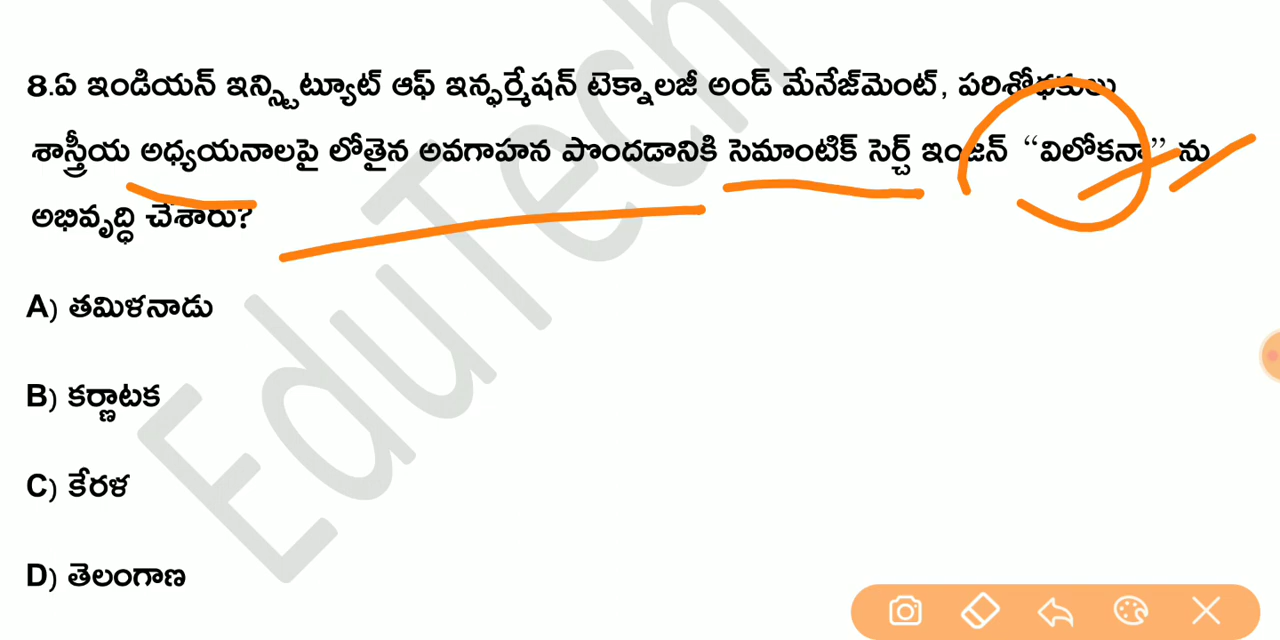 8.ఏ ఇండియన్ ఇన్స్టిట్యూట్ ఆఫ్ ఇన్ఫర్మేషన్ టెక్నాలజీ అండ్ మేనేజ్‌మెంట్, పరిశోధకులు
శాస్త్రీయ అధ్యయనాలపై లోతైన అవగాహన పొందడానికి సెమాంటిక్ సెర్చ్ ఇంజన్ “విలోకనా” ను
అభివృద్ధి చేశారు?
A) తమిళనాడు
B) కర్ణాటక
C) కేరళ
D) తెలంగాణ
EduTech